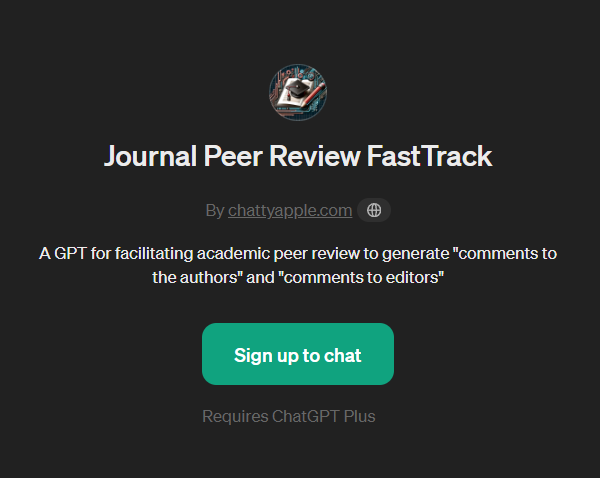 Journal Peer Review FastTrack
By chattyapple.com
A GPT for facilitating academic peer review to generate "comments to
the authors" and "comments to editors"
Sign up to chat
Requires ChatGPT Plus